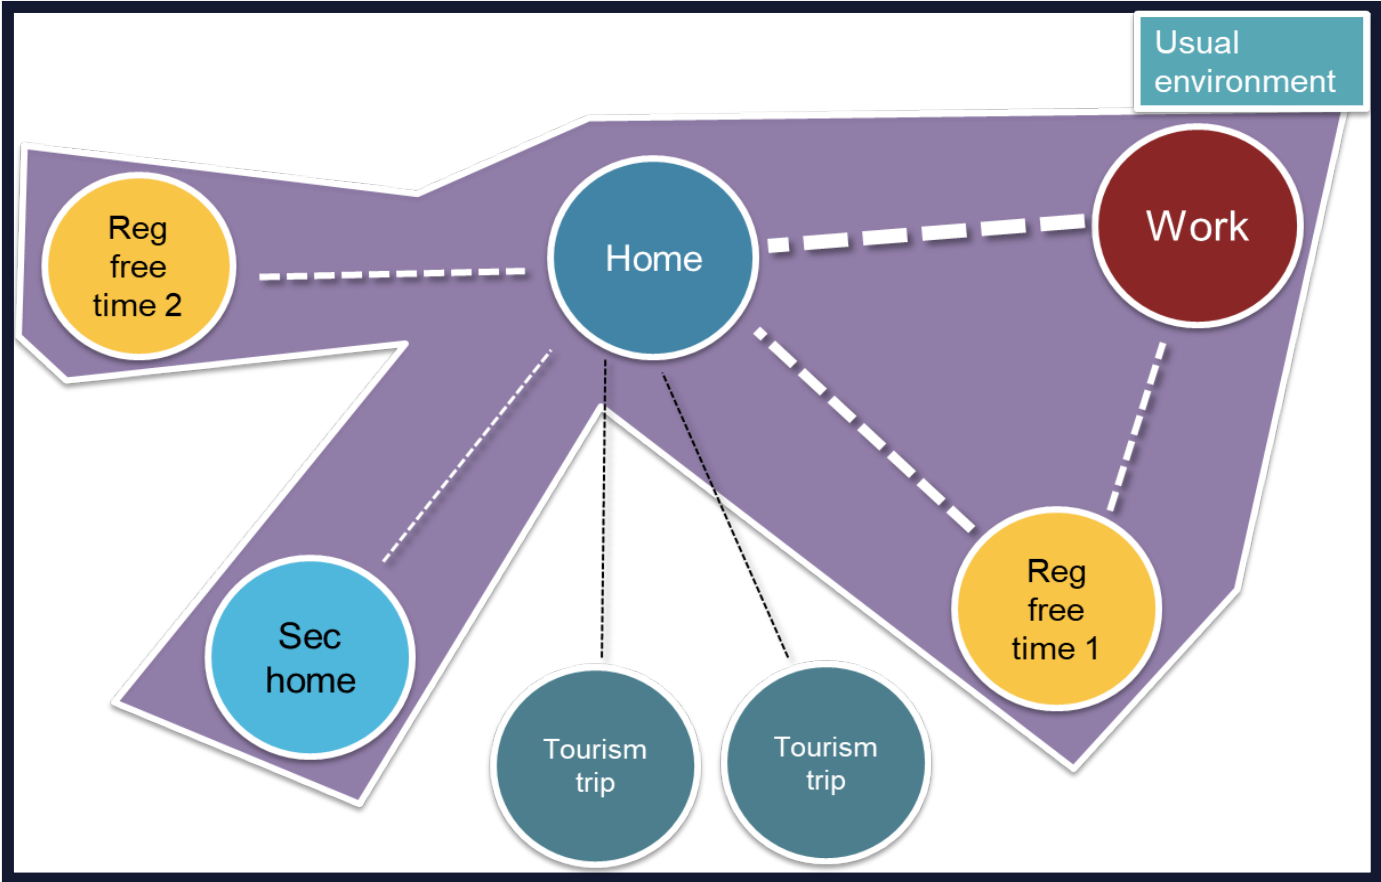 Usual
environment
Reg
free
time 2
Home
Work
Sec
home
Reg
free
time 1
Tourism
trip
Tourism
trip